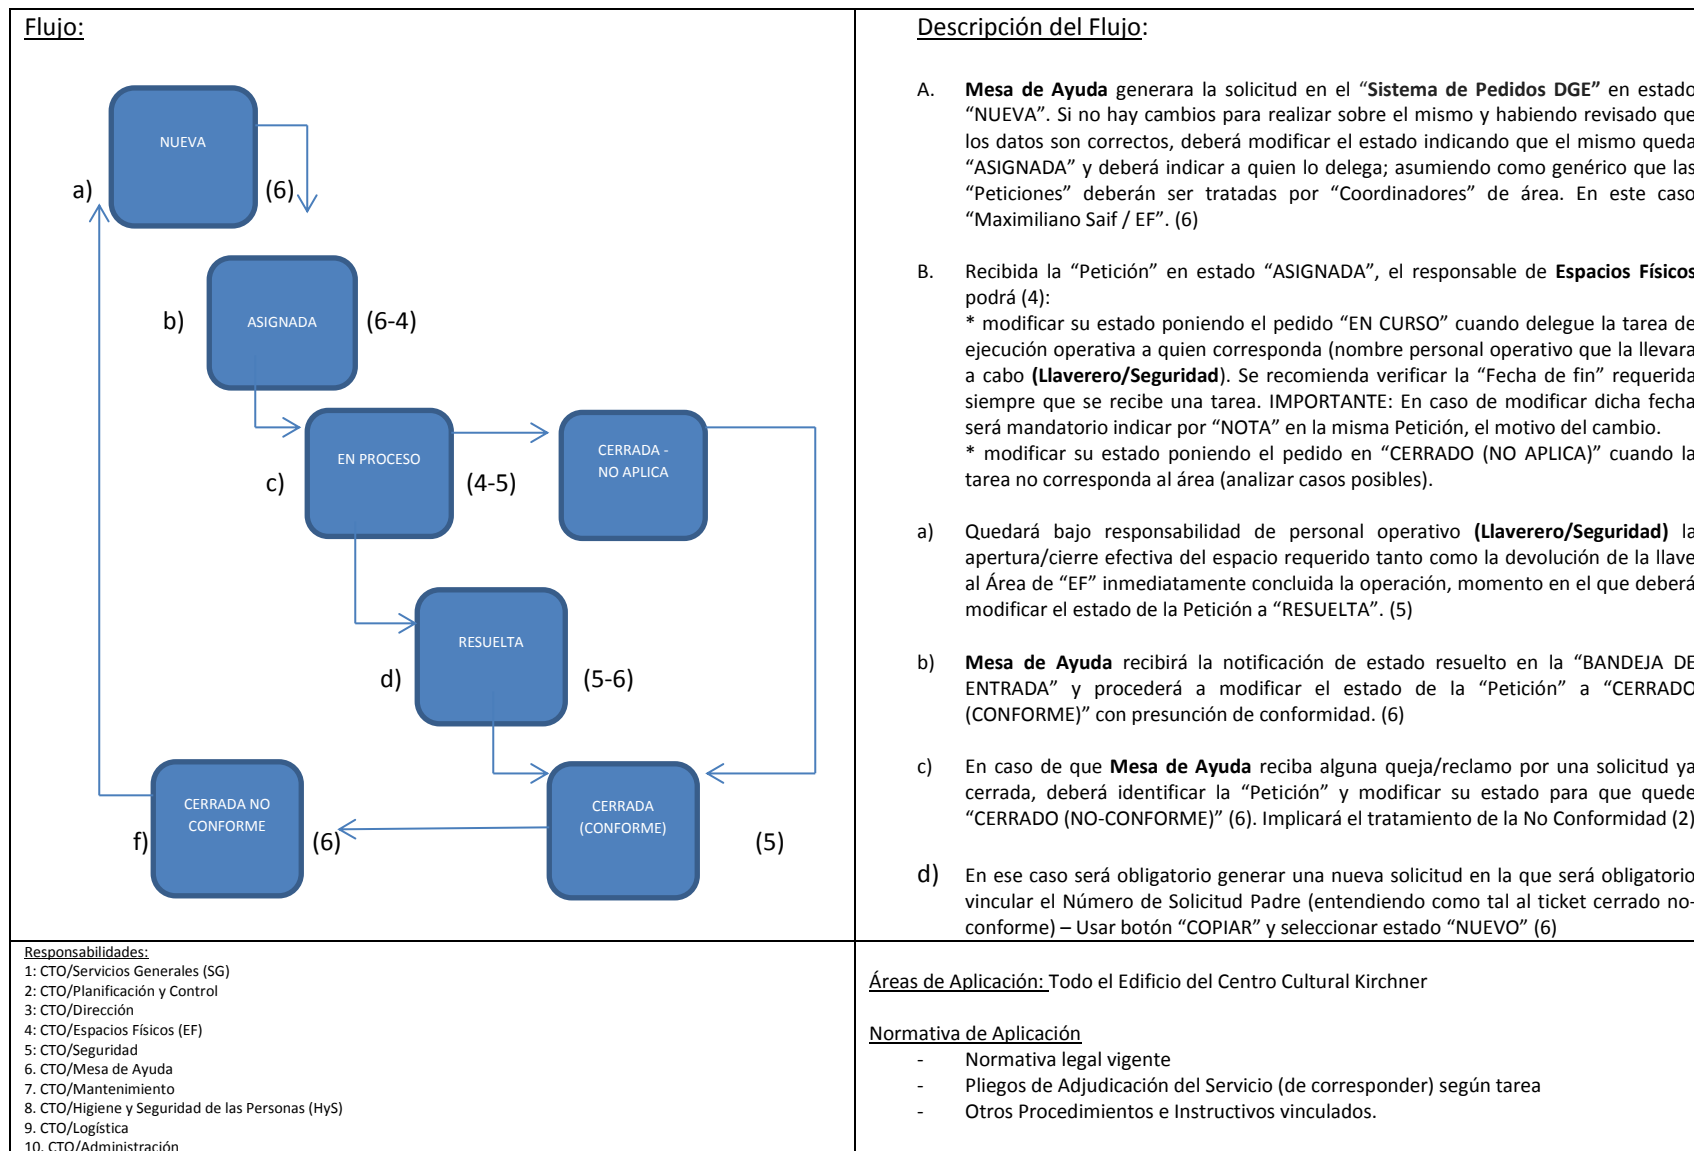 Flujo:
NUEVA
a)
(6)
b)
ASIGNADA
(6-4)
EN PROCESO
c)
(4-5)
CERRADA -
NO APLICA
RESUELTA
d)
(5-6)
CERRADA NO
CONFORME
f)
(6)
CERRADA
(CONFORME)
(5)
Descripción del Flujo:
A. Mesa de Ayuda generara la solicitud en el “Sistema de Pedidos DGE” en estado
“NUEVA”. Si no hay cambios para realizar sobre el mismo y habiendo revisado que
los datos son correctos, deberá modificar el estado indicando que el mismo queda
“ASIGNADA” y deberá indicar a quien lo delega; asumiendo como genérico que las
“Peticiones” deberán ser tratadas por “Coordinadores” de área. En este caso
“Maximiliano Saif / EF”. (6)
B. Recibida la “Petición” en estado “ASIGNADA”, el responsable de Espacios Físicos
podrá (4):
* modificar su estado poniendo el pedido “EN CURSO” cuando delegue la tarea de
ejecución operativa a quien corresponda (nombre personal operativo que la llevara
a cabo (Llaverero/Seguridad). Se recomienda verificar la “Fecha de fin” requerida
siempre que se recibe una tarea. IMPORTANTE: En caso de modificar dicha fecha
será mandatorio indicar por “NOTA” en la misma Petición, el motivo del cambio.
* modificar su estado poniendo el pedido en “CERRADO (NO APLICA)” cuando la
tarea no corresponda al área (analizar casos posibles).
a) Quedará bajo responsabilidad de personal operativo (Llaverero/Seguridad) la
apertura/cierre efectiva del espacio requerido tanto como la devolución de la llave
al Área de “EF” inmediatamente concluida la operación, momento en el que deberá
modificar el estado de la Petición a “RESUELTA”. (5)
b) Mesa de Ayuda recibirá la notificación de estado resuelto en la “BANDEJA DE
ENTRADA” y procederá a modificar el estado de la “Petición” a “CERRADO
(CONFORME)” con presunción de conformidad. (6)
c) En caso de que Mesa de Ayuda reciba alguna queja/reclamo por una solicitud ya
cerrada, deberá identificar la “Petición” y modificar su estado para que quede
“CERRADO (NO-CONFORME)” (6). Implicará el tratamiento de la No Conformidad (2)
d) En ese caso será obligatorio generar una nueva solicitud en la que será obligatorio
vincular el Número de Solicitud Padre (entendiendo como tal al ticket cerrado no-
conforme) – Usar botón “COPIAR” y seleccionar estado “NUEVO” (6)
Responsabilidades:
1: CTO/Servicios Generales (SG)
2: CTO/Planificación y Control
3: CTO/Dirección
4: CTO/Espacios Físicos (EF)
5: CTO/Seguridad
6. CTO/Mesa de Ayuda
7. CTO/Mantenimiento
8. CTO/Higiene y Seguridad de las Personas (HyS)
9. CTO/Logística
10. CTO/Administración
Áreas de Aplicación: Todo el Edificio del Centro Cultural Kirchner
Normativa de Aplicación
- Normativa legal vigente
- Pliegos de Adjudicación del Servicio (de corresponder) según tarea
- Otros Procedimientos e Instructivos vinculados.